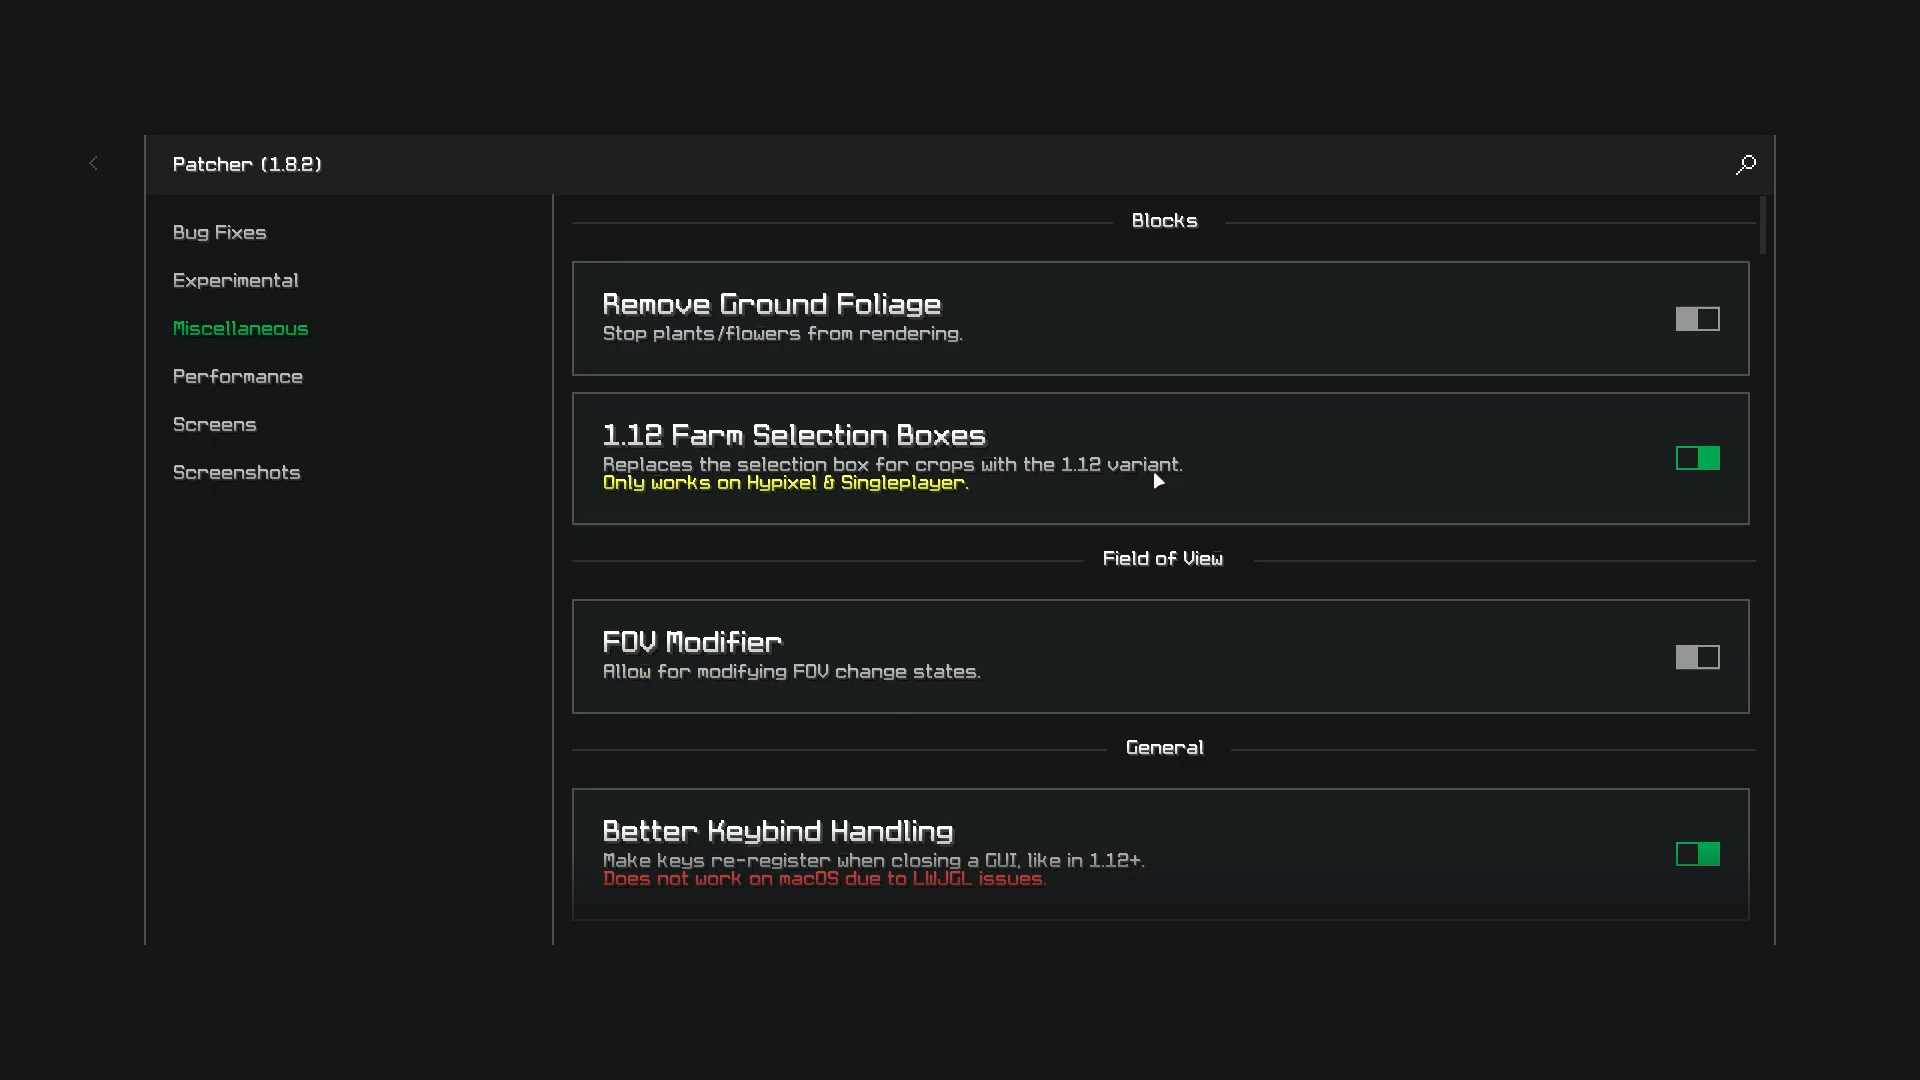 Patcher (1.8.2)
Bug Fixes
Experimental
Miscellaneous
Performance
Screens
Screenshots
Blocks
Remove Ground Foliage
Stop plants/flowers from rendering.
1.12 Farm Selection Boxes
Replaces the selection box for crops with the 1.12 variant.
Only works on Hypixel & Singleplayer.
Field of View
FOV Modifier
Allow for modifying FOV change states.
General
Better Keybind Handling
Make keys re-register when closing a GUI, like in 1.12+.
Does not work on macOS due to LWJGL issues.